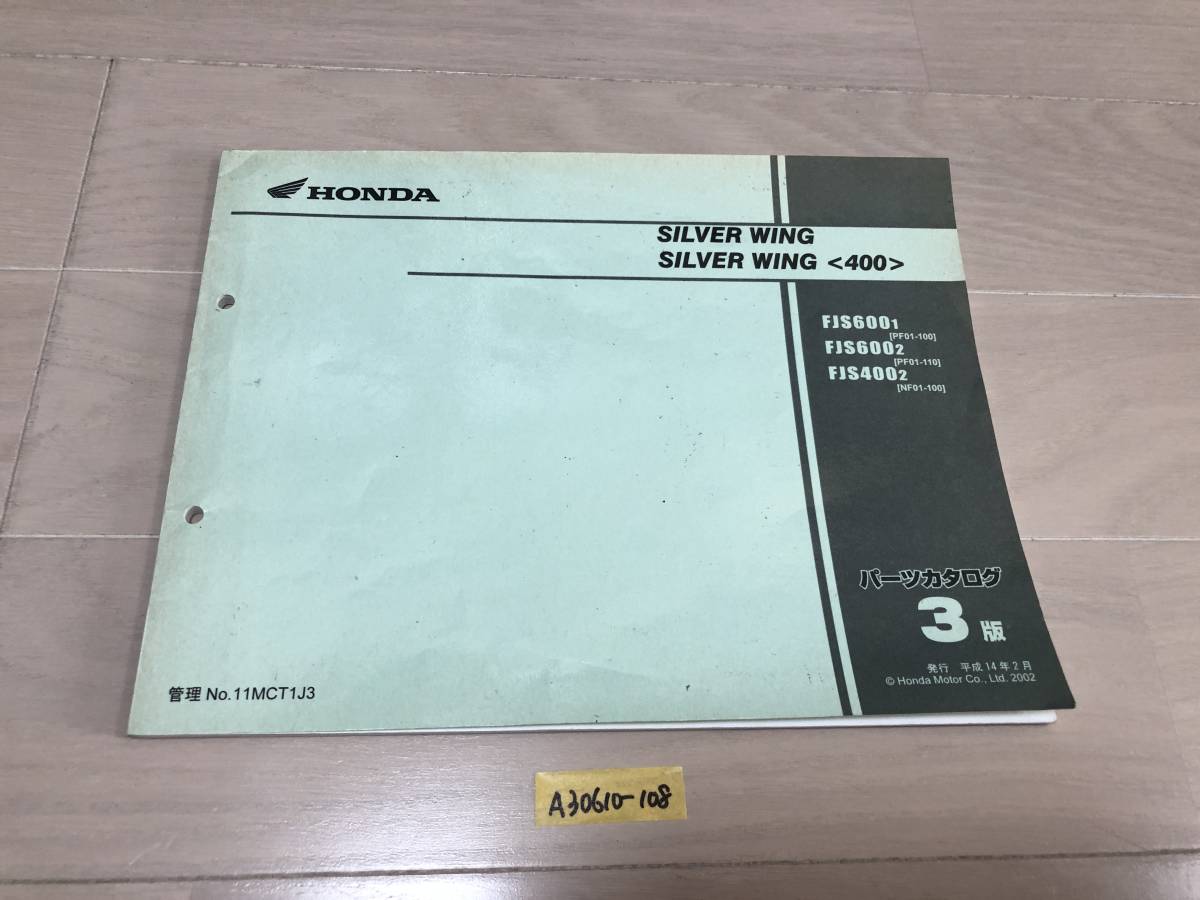 HONDA
SILVER WING
SILVER WING <400>
FJS6001
[PF01-100]
FJS6002
[PF01-110]
FJS4002
[NF01-100]
パーツカタログ
3版
発行 平成14年2月
© Honda Motor Co., Ltd. 2002
管理 No.11MCT1J3
A30610-108